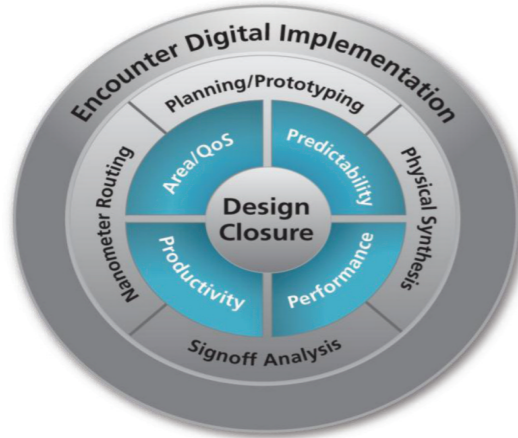 Encounter Digital Implementation
Planning/Prototyping
Nanometer Routing
Area/QoS
Predictability
Physical Synthesis
Design
Closure
Productivity
Performance
Signoff Analysis